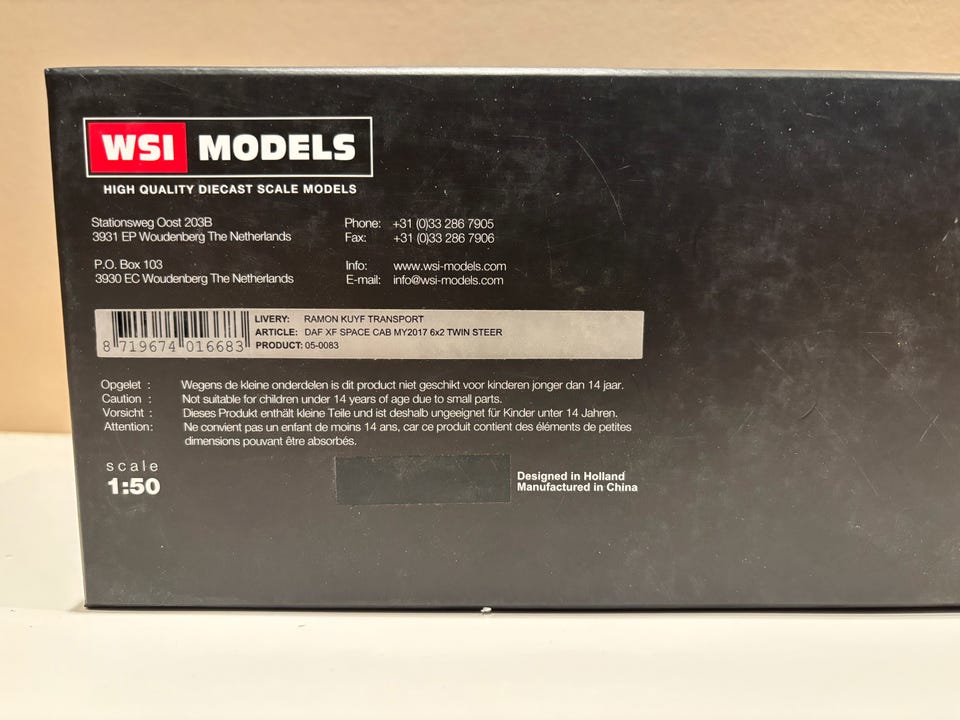 WSI MODELS
HIGH QUALITY DIECAST SCALE MODELS
Stationsweg Oost 203B
3931 EP Woudenberg The Netherlands
P.O. Box 103
3930 EC Woudenberg The Netherlands
Phone: +31 (0)33 286 7905
Fax: +31 (0)33 286 7906
Info: www.wsi-models.com
E-mail: info@wsi-models.com
8 719674 016683
LIVERY: RAMON KUYF TRANSPORT
ARTICLE: DAF XF SPACE CAB MY2017 6x2 TWIN STEER
PRODUCT: 05-0083
Opgelet : Wegens de kleine onderdelen is dit product niet geschikt voor kinderen jonger dan 14 jaar.
Caution : Not suitable for children under 14 years of age due to small parts.
Vorsicht : Dieses Produkt enthält kleine Teile und ist deshalb ungeeignet für Kinder unter 14 Jahren.
Attention: Ne convient pas un enfant de moins 14 ans, car ce produit contient des éléments de petites
dimensions pouvant être absorbés.
scale
1:50
Designed in Holland
Manufactured in China